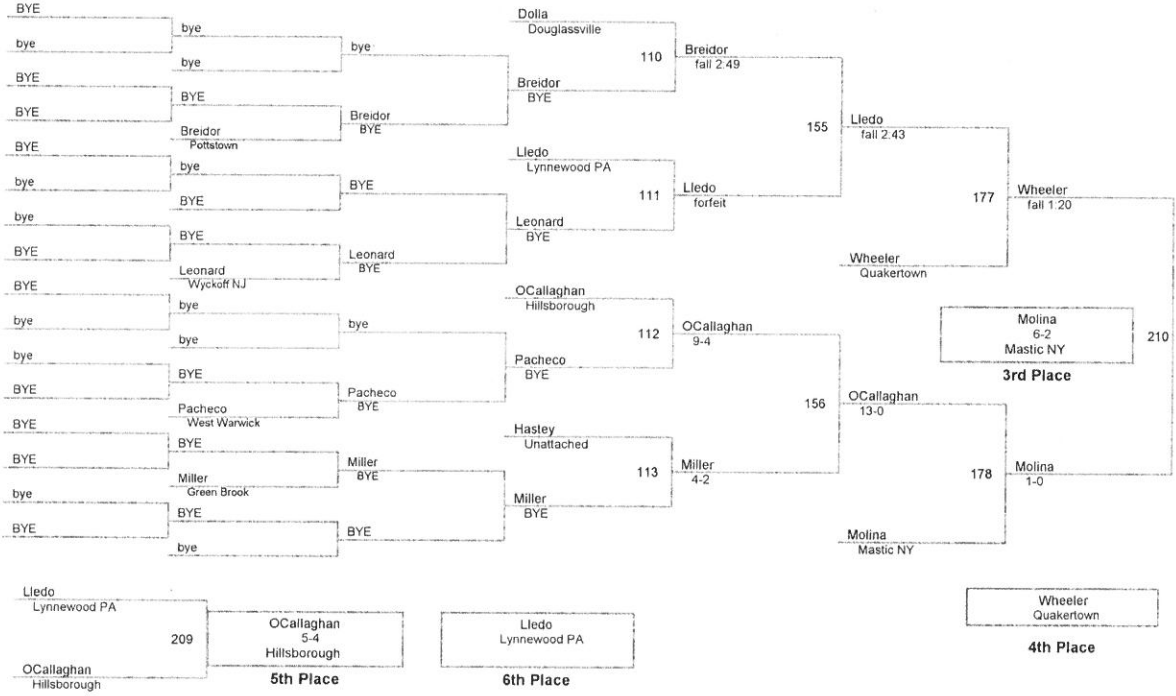 BYE
bye
BYE
BYE
BYE
bye
bye
BYE
BYE
bye
bye
BYE
BYE
BYE
bye
BYE
bye
bye
BYE
Breidor
Pottstown
bye
BYE
BYE
Leonard
Wyckoff NJ
bye
bye
BYE
Pacheco
West Warwick
BYE
Miller
Green Brook
BYE
bye
bye
Breidor
BYE
BYE
Leonard
BYE
bye
Pacheco
BYE
Miller
BYE
BYE
Dolla
Douglassville
110
Breidor
BYE
Lledo
Lynnewood PA
111
Leonard
BYE
OCallaghan
Hillsborough
112
Pacheco
BYE
Hastey
Unattached
113
Miller
BYE
Breidor
fall 2:49
155
Lledo
forfeit
OCallaghan
9-4
156
Miller
4-2
Lledo
fall 2:43
177
Wheeler
Quakertown
OCallaghan
13-0
178
Molina
Mastic NY
Wheeler
fall 1:20
210
Molina
1-0
Molina
6-2
Mastic NY
3rd Place
Lledo
Lynnewood PA
209
OCallaghan
Hillsborough
OCallaghan
5-4
Hillsborough
5th Place
Lledo
Lynnewood PA
6th Place
Wheeler
Quakertown
4th Place